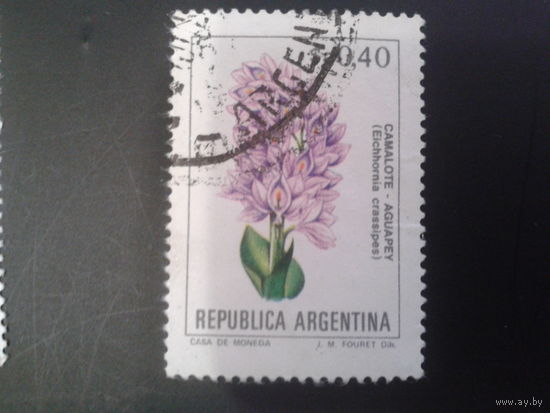 0.40
CAMALOTE - AGUAPEY
(Eichhornia crassipes)
REPUBLICA ARGENTINA
CASA DE MONEDA
J. M. FOURET Dib.
www.ay.by